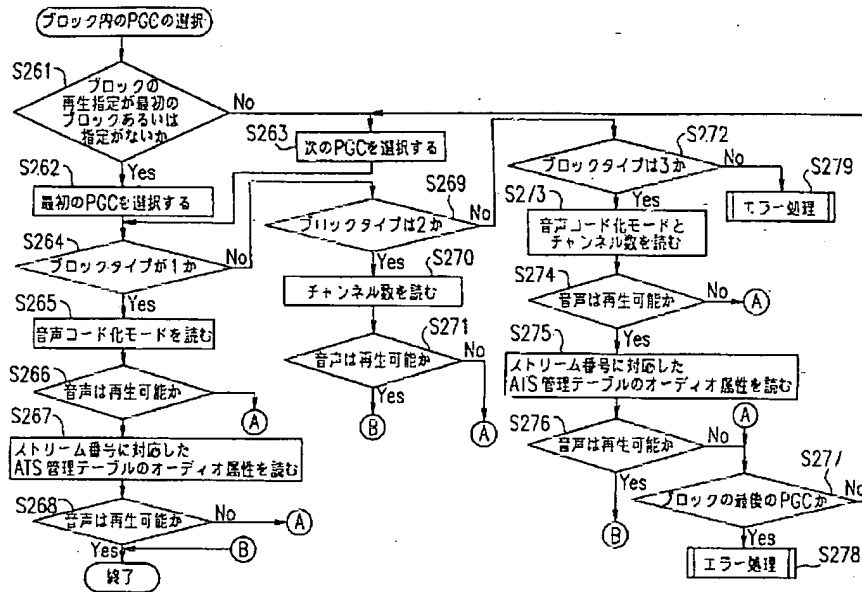 ブロック内のPGCの選択
S261
ブロックの
再生指定が最初の
ブロックあるいは
指定がないか
No
Yes
S262
最初のPGCを選択する
S263
次のPGCを選択する
S264
ブロックタイプが1か
No
Yes
S265
音声コード化モードを読む
S266
音声は再生可能か
A
S267
ストリーム番号に対応した
ATS管理テーブルのオーディオ属性を読む
S268
音声は再生可能か
No
A
Yes
B
終了
S269
ブロックタイプは2か
No
Yes
S270
チャンネル数を読む
S271
音声は再生可能か
No
Yes
B
A
S272
ブロックタイプは3か
No
S279
エラー処理
Yes
S273
音声コード化モードと
チャンネル数を読む
S274
音声は再生可能か
No
A
Yes
S275
ストリーム番号に対応した
ATS管理テーブルのオーディオ属性を読む
S276
音声は再生可能か
No
A
Yes
B
S277
ブロックの最後のPGCか
No
Yes
エラー処理
S278